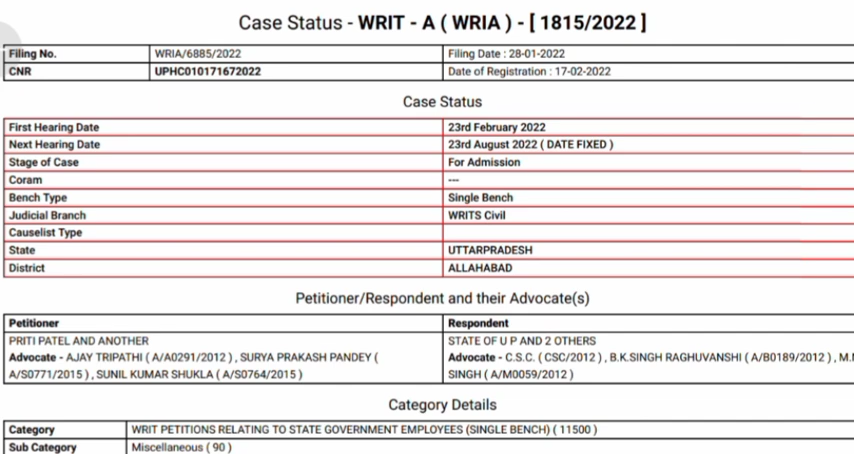 Case Status - WRIT - A ( WRIA ) - [ 1815/2022 ]
Filing No. WRIA/6885/2022 Filing Date : 28-01-2022
CNR UPHC010171672022 Date of Registration : 17-02-2022
Case Status
First Hearing Date 23rd February 2022
Next Hearing Date 23rd August 2022 ( DATE FIXED )
Stage of Case For Admission
Coram ---
Bench Type Single Bench
Judicial Branch WRITS Civil
Causelist Type
State UTTARPRADESH
District ALLAHABAD
Petitioner/Respondent and their Advocate(s)
Petitioner Respondent
PRITI PATEL AND ANOTHER STATE OF U P AND 2 OTHERS
Advocate - AJAY TRIPATHI ( A/A0291/2012 ) , SURYA PRAKASH PANDEY ( Advocate - C.S.C. ( CSC/2012 ) , B.K.SINGH RAGHUVANSHI ( A/B0189/2012 ) ,
A/S0771/2015 ) , SUNIL KUMAR SHUKLA ( A/S0764/2015 ) SINGH ( A/M0059/2012 )
Category Details
Category WRIT PETITIONS RELATING TO STATE GOVERNMENT EMPLOYEES (SINGLE BENCH) ( 11500 )
Sub Category Miscellaneous ( 90 )